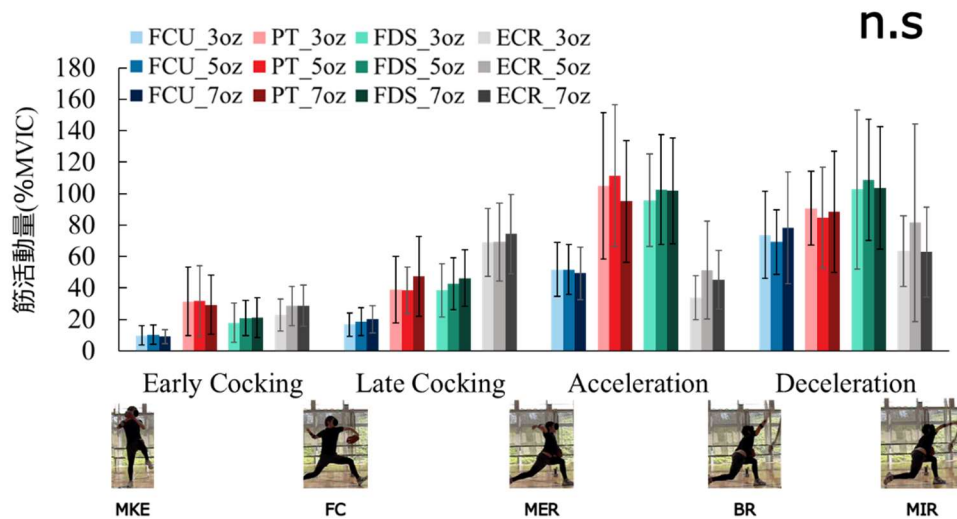 n.s
FCU_3oz PT_3oz FDS_3oz ECR_3oz
FCU_5oz PT_5oz FDS_5oz ECR_5oz
FCU_7oz PT_7oz FDS_7oz ECR_7oz
筋活動量(%MVIC)
180
160
140
120
100
80
60
40
20
0
Early Cocking Late Cocking Acceleration Deceleration
MKE FC MER BR MIR